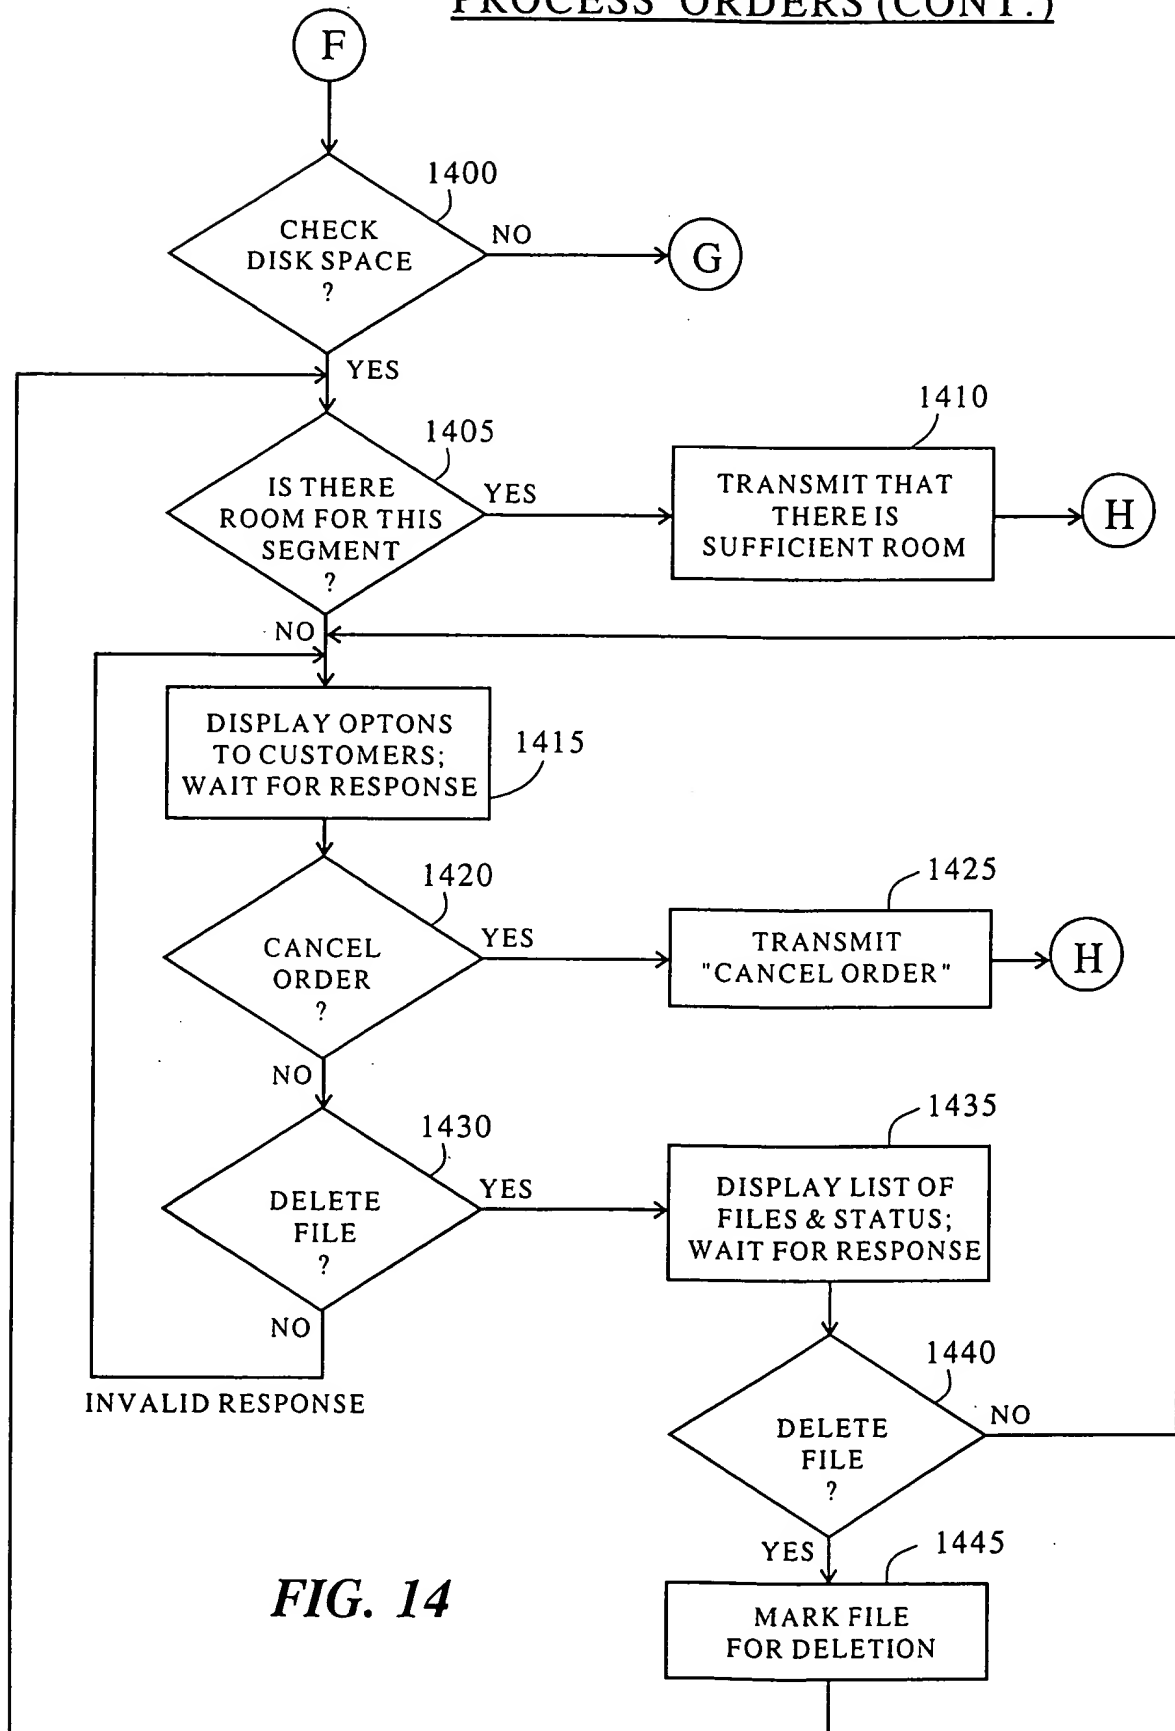 PROCESS ORDERS (CONT.)
F
1400
CHECK
DISK SPACE
?
NO
G
YES
1405
IS THERE
ROOM FOR THIS
SEGMENT
?
YES
1410
TRANSMIT THAT
THERE IS
SUFFICIENT ROOM
H
NO
DISPLAY OPTONS
TO CUSTOMERS;
WAIT FOR RESPONSE
1415
1420
CANCEL
ORDER
?
YES
1425
TRANSMIT
"CANCEL ORDER"
H
NO
1430
DELETE
FILE
?
YES
1435
DISPLAY LIST OF
FILES & STATUS;
WAIT FOR RESPONSE
NO
INVALID RESPONSE
1440
DELETE
FILE
?
NO
YES
1445
MARK FILE
FOR DELETION
FIG. 14